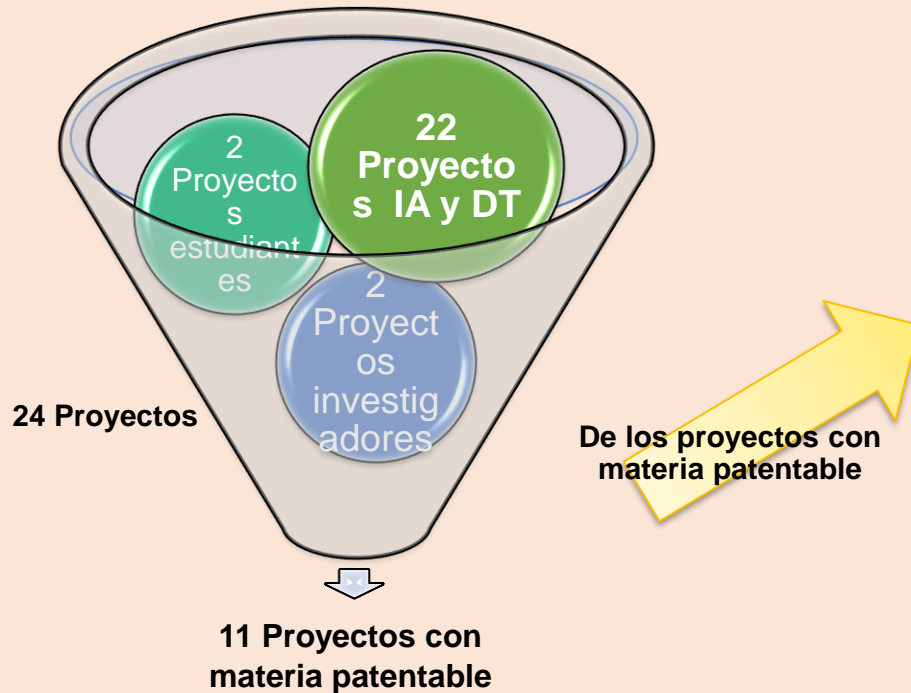 22
Proyecto
s IA y DT
2
Proyecto
s
estudiant
es
2
Proyect
os
investig
adores
24 Proyectos
De los proyectos con
materia patentable
11 Proyectos con
materia patentable